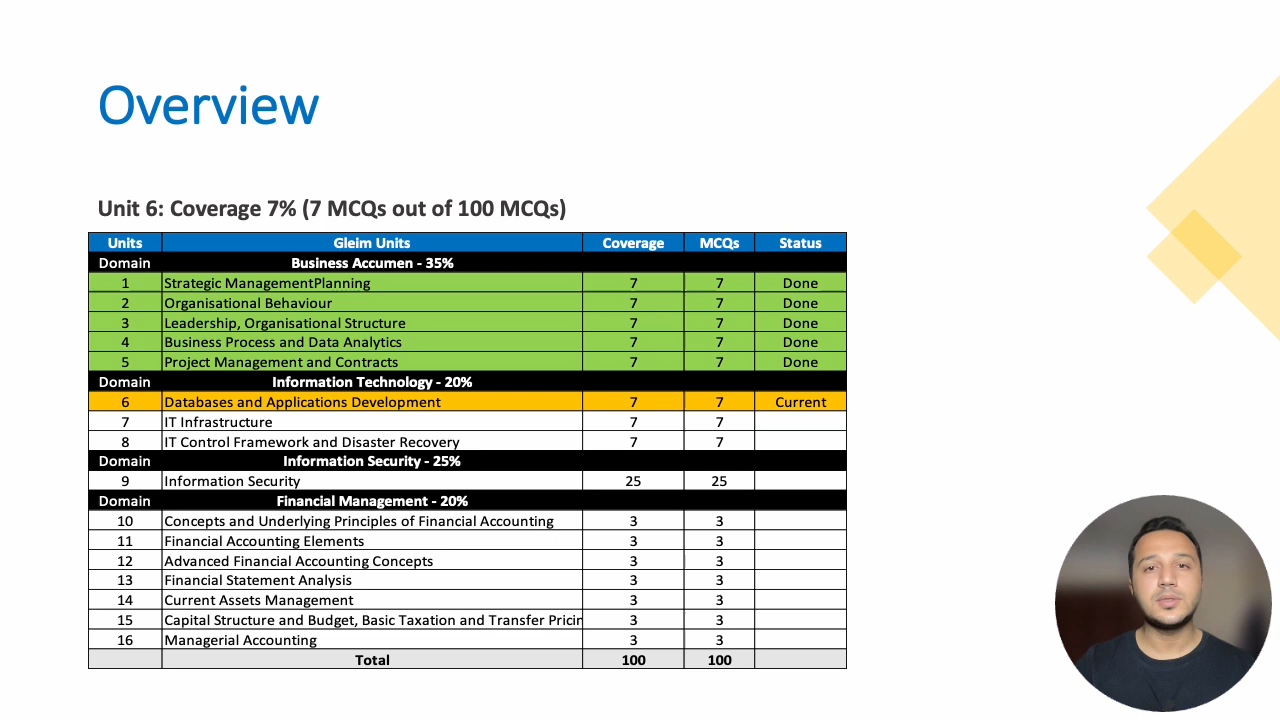 Overview
Unit 6: Coverage 7% (7 MCQs out of 100 MCQs)
Units Gleim Units Coverage MCQs Status
Domain Business Accumen - 35%
1 Strategic ManagementPlanning 7 7 Done
2 Organisational Behaviour 7 7 Done
3 Leadership, Organisational Structure 7 7 Done
4 Business Process and Data Analytics 7 7 Done
5 Project Management and Contracts 7 7 Done
Domain Information Technology - 20%
6 Databases and Applications Development 7 7 Current
7 IT Infrastructure 7 7
8 IT Control Framework and Disaster Recovery 7 7
Domain Information Security - 25%
9 Information Security 25 25
Domain Financial Management - 20%
10 Concepts and Underlying Principles of Financial Accounting 3 3
11 Financial Accounting Elements 3 3
12 Advanced Financial Accounting Concepts 3 3
13 Financial Statement Analysis 3 3
14 Current Assets Management 3 3
15 Capital Structure and Budget, Basic Taxation and Transfer Pricin 3 3
16 Managerial Accounting 3 3
Total 100 100